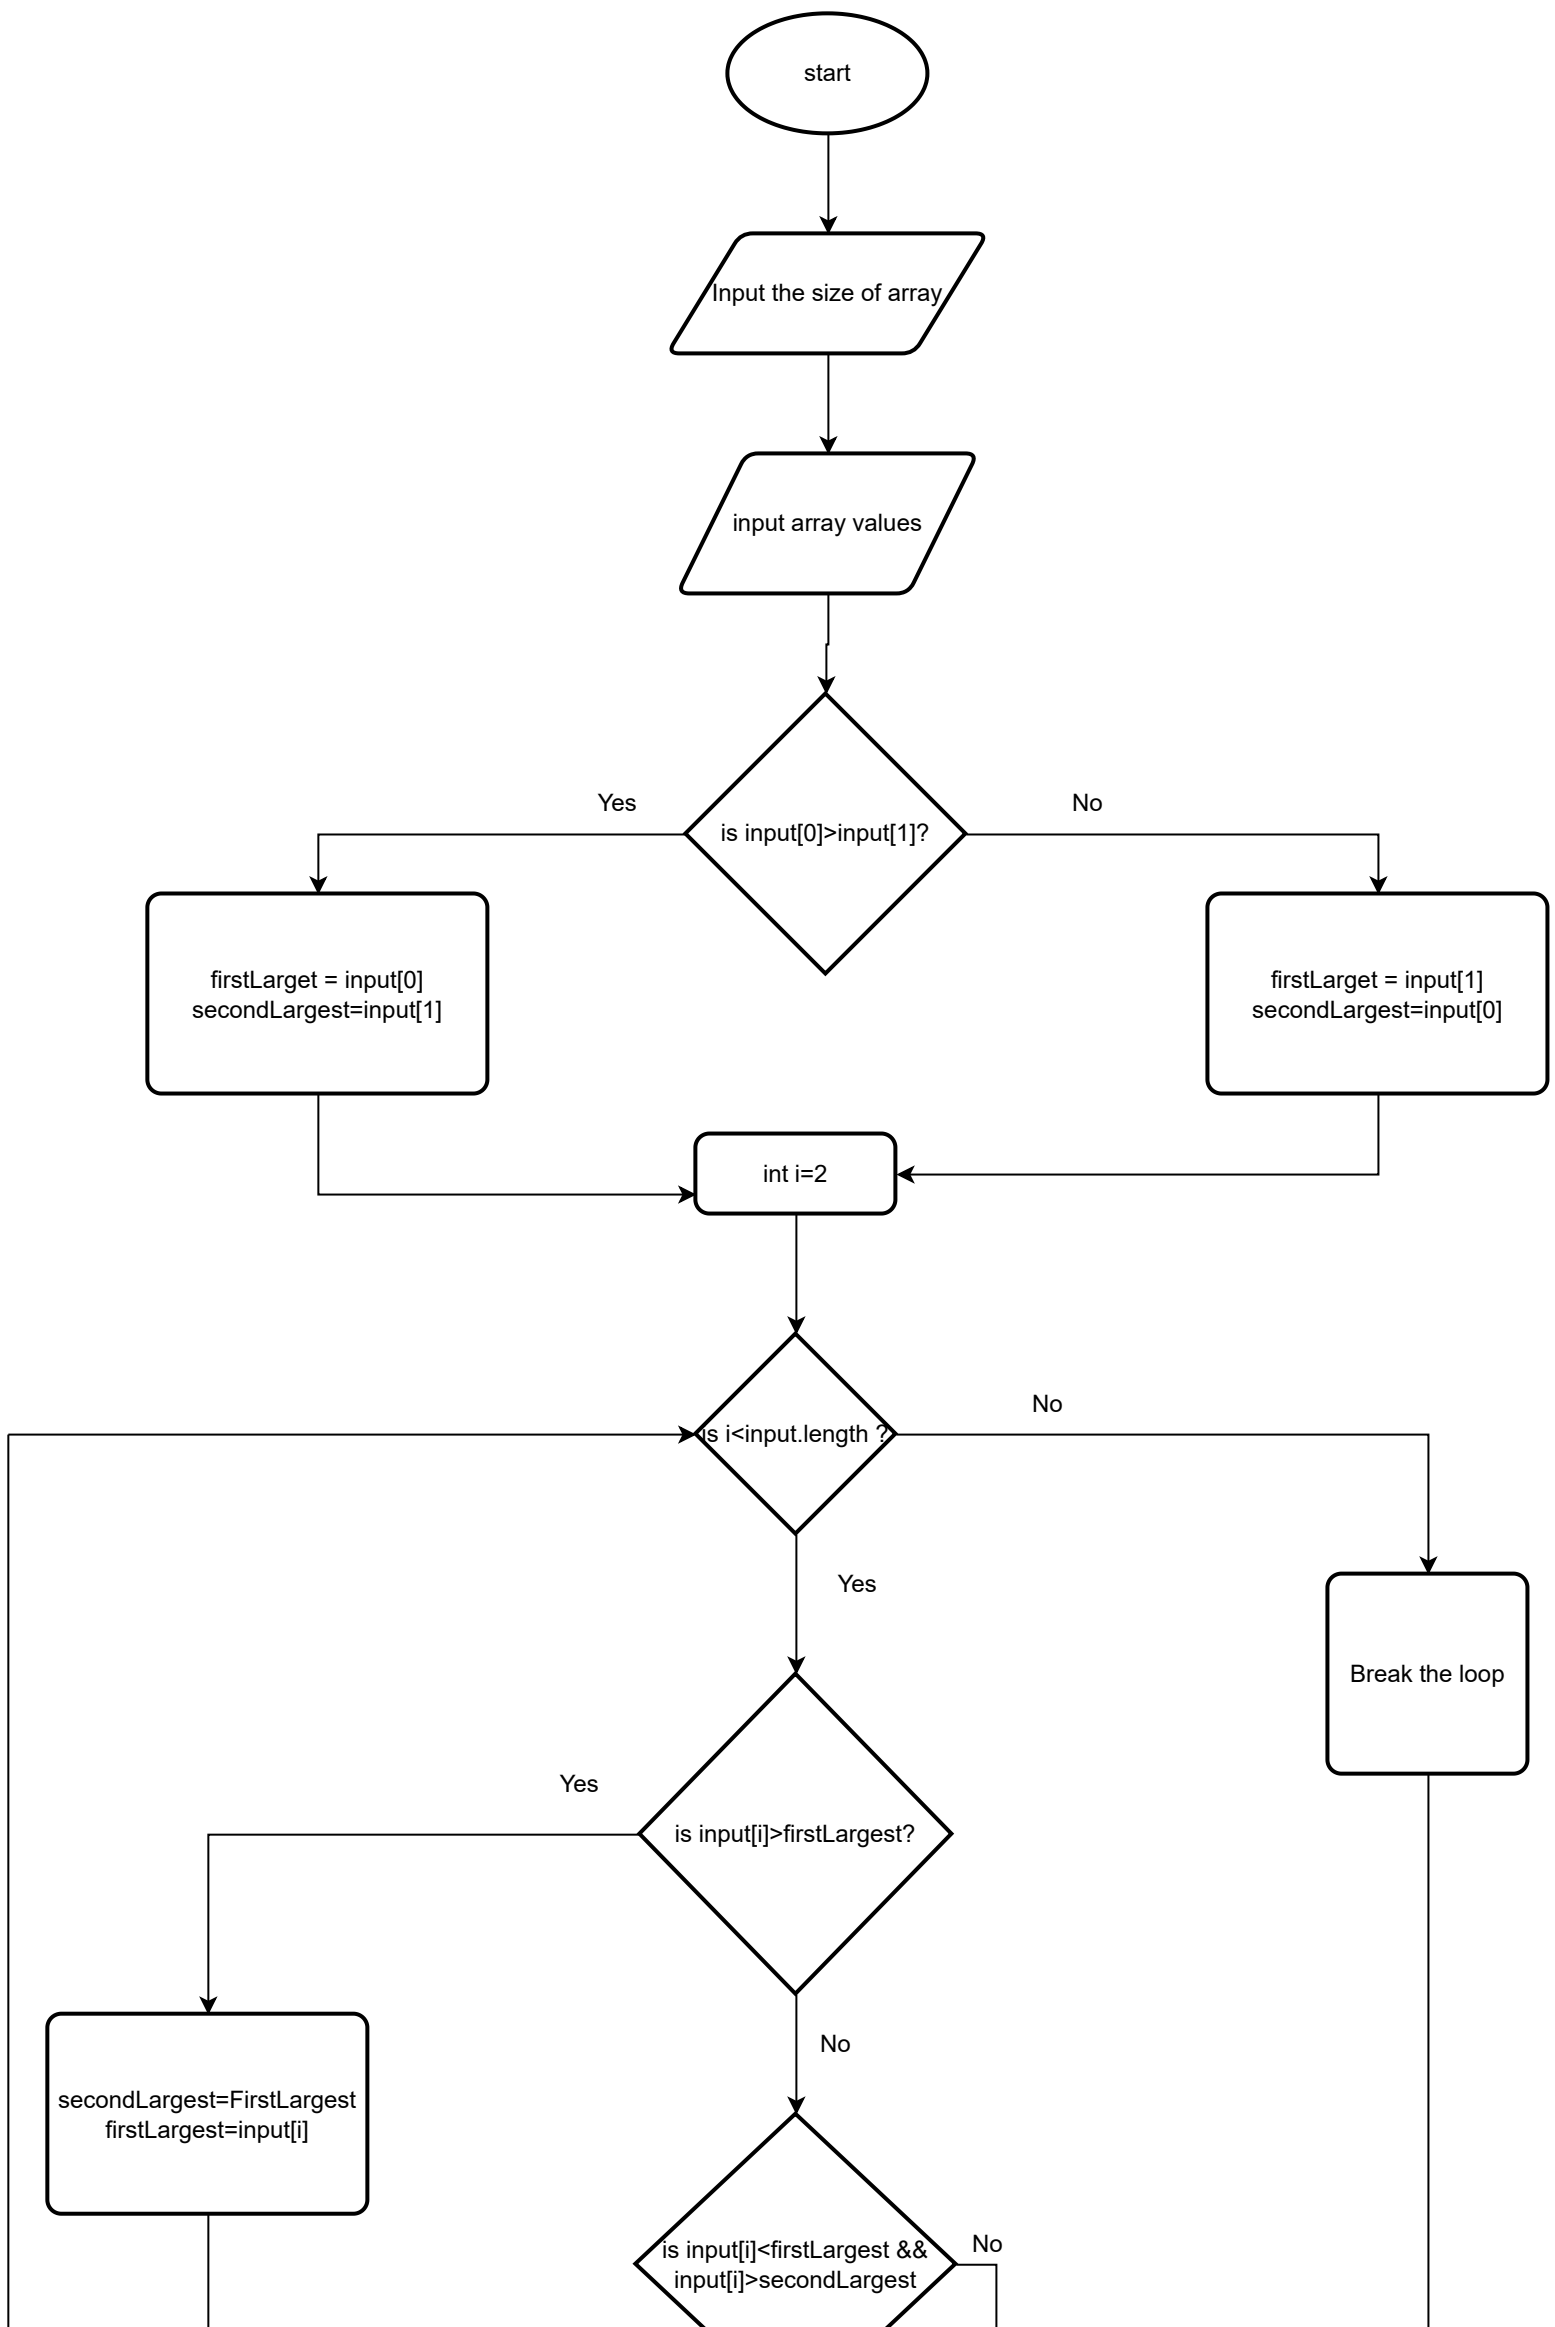 start
Input the size of array
input array values
Yes
No
is input[0]>input[1]?
firstLarget = input[0]
secondLargest=input[1]
firstLarget = input[1]
secondLargest=input[0]
int i=2
No
is i<input.length ?
Yes
Break the loop
Yes
is input[i]>firstLargest?
No
secondLargest=FirstLargest
firstLargest=input[i]
No
is input[i]<firstLargest &&
input[i]>secondLargest